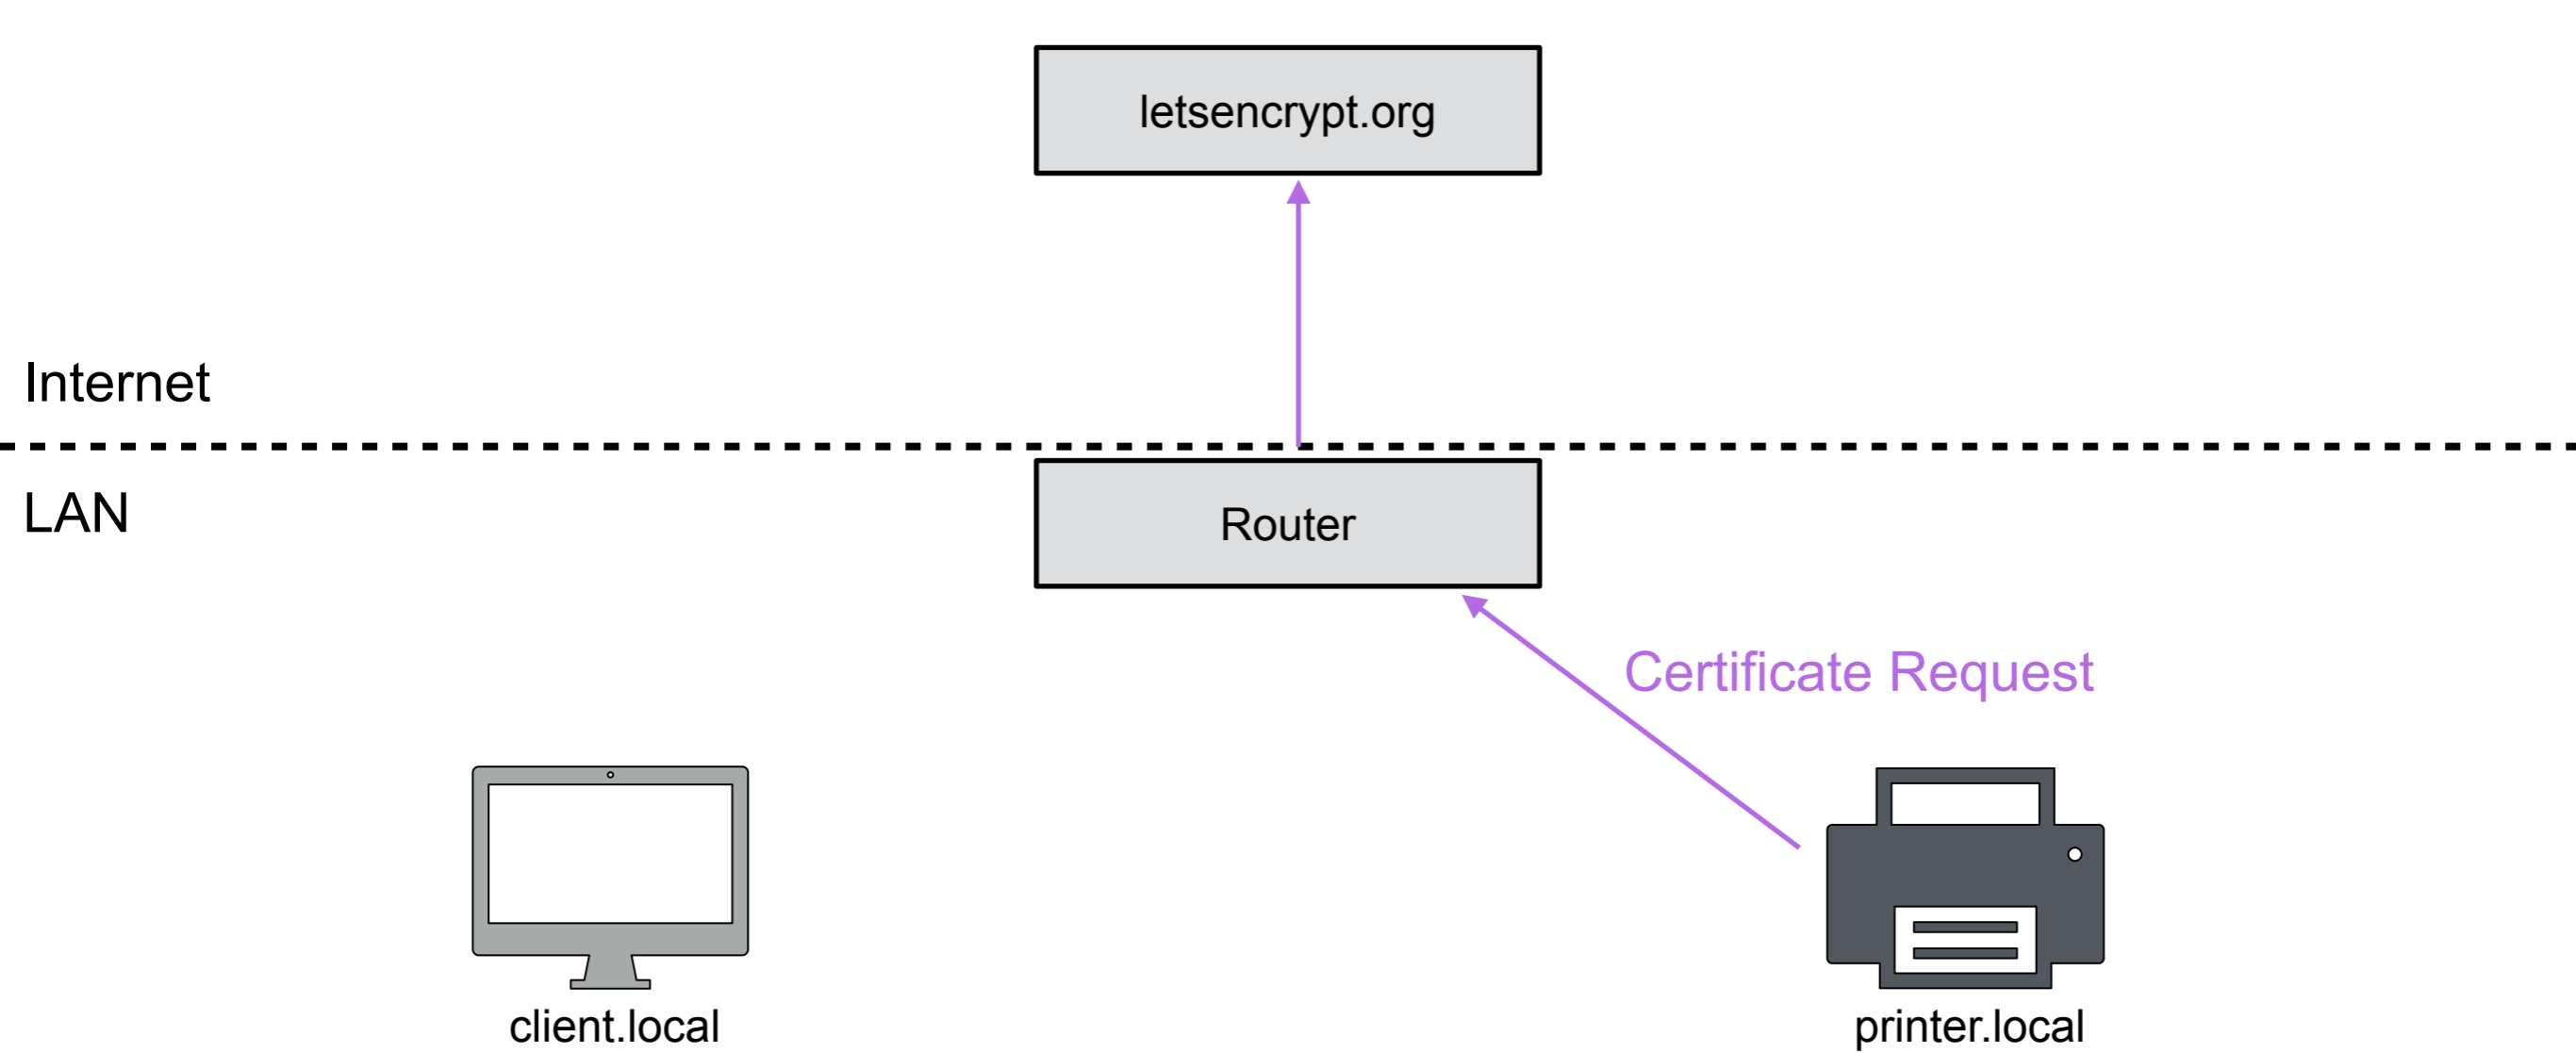 letsencrypt.org
Internet
LAN
Router
Certificate Request
client.local
printer.local